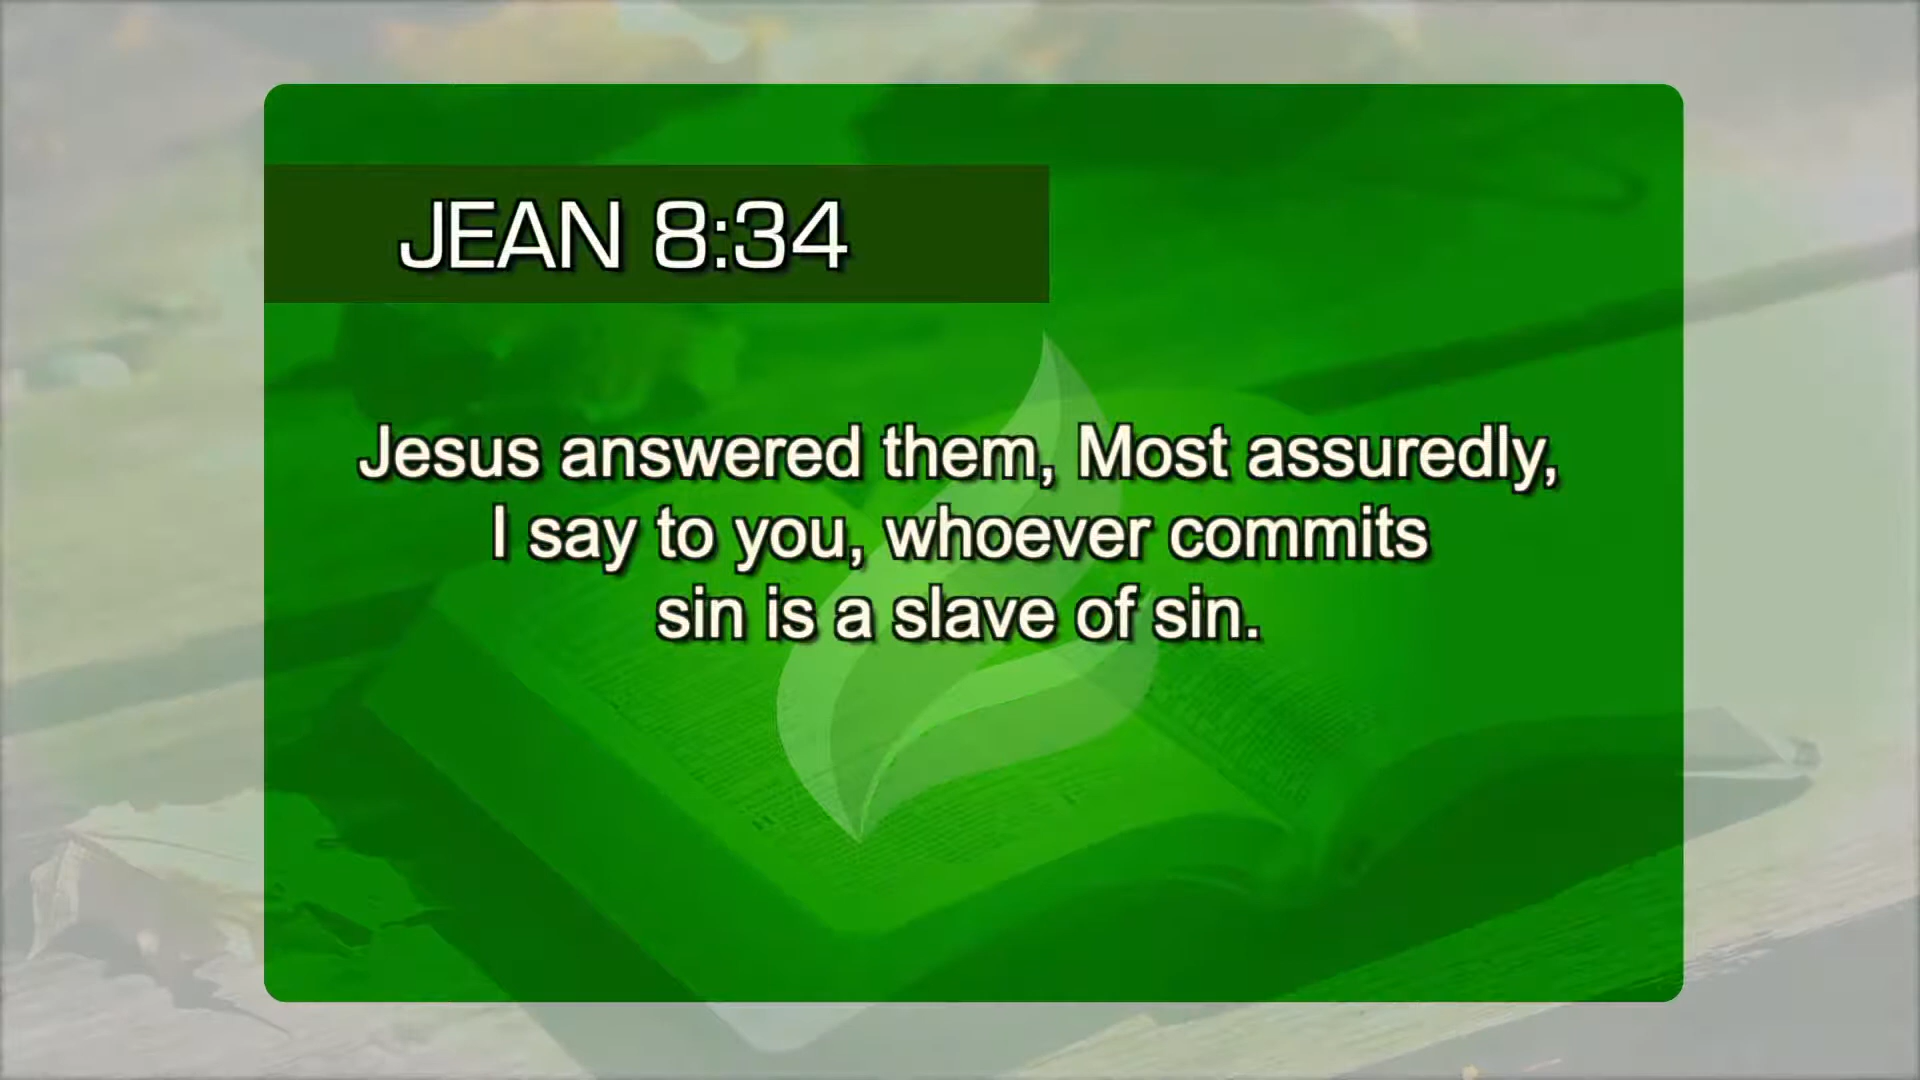 JEAN 8:34
Jesus answered them, Most assuredly,
I say to you, whoever commits
sin is a slave of sin.